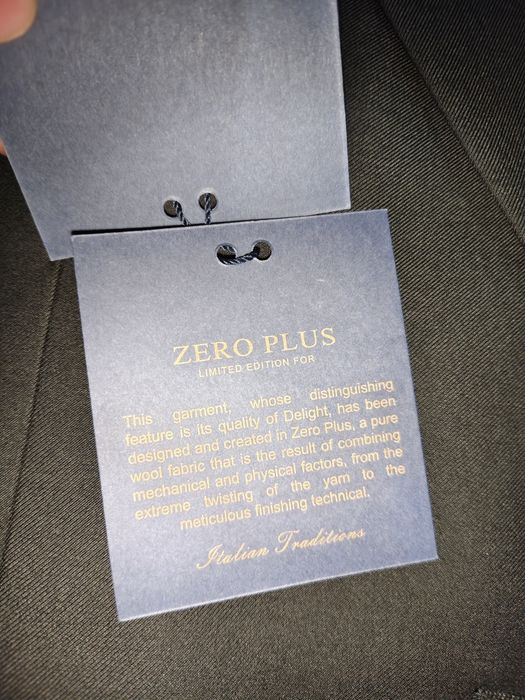 ZERO PLUS
LIMITED EDITION FOR
This garment, whose distinguishing
feature is its quality of Delight, has been
designed and created in Zero Plus, a pure
wool fabric that is the result of combining
mechanical and physical factors, from the
extreme twisting of the yarn to the
meticulous finishing technical.
Italian Traditions